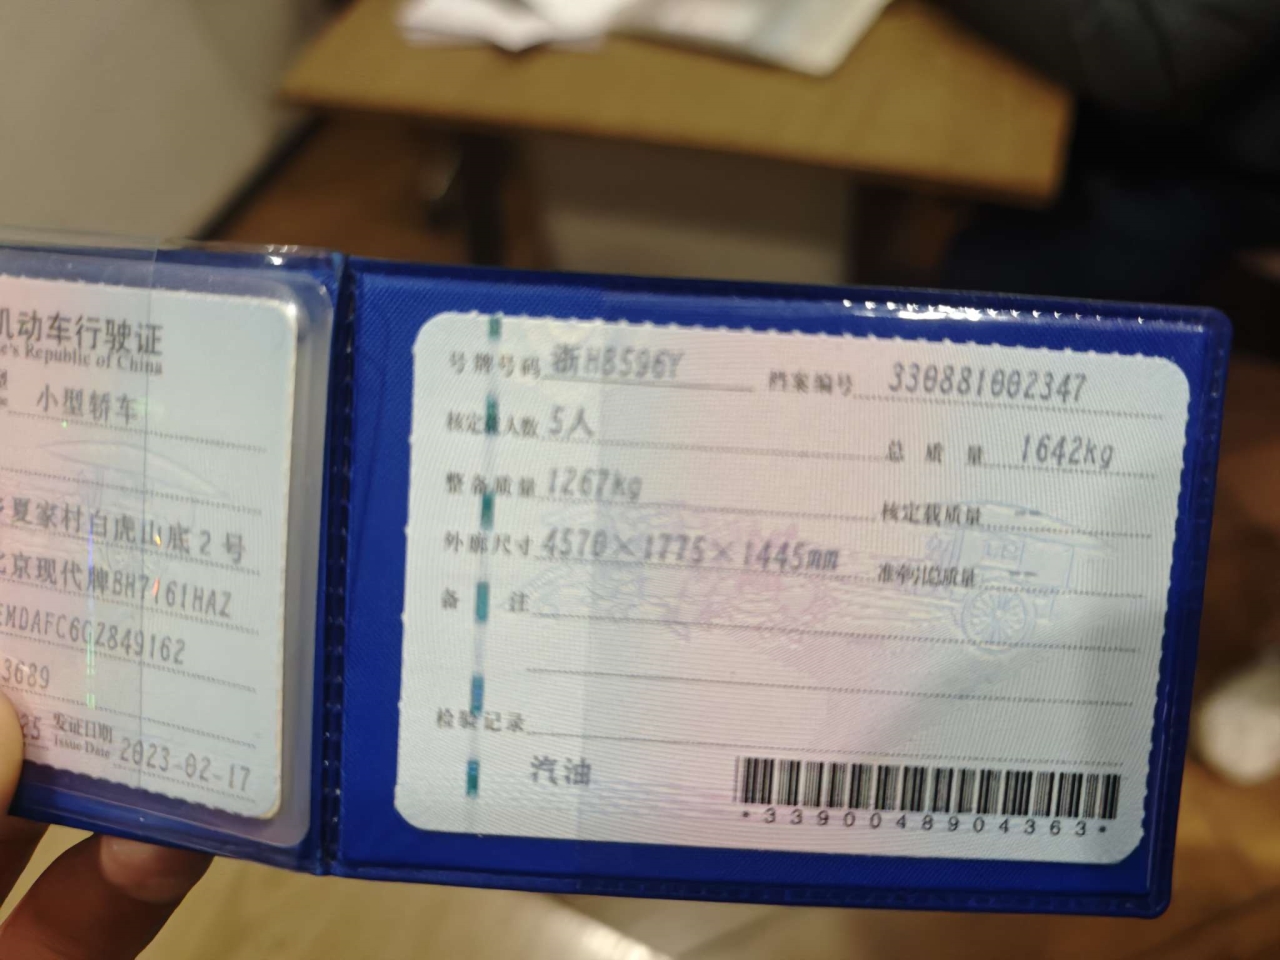 机动车行驶证
e's Republic of China
小型轿车
夏家村白虎山底2号
北京现代牌BH7161HAZ
EMDAFC6GZ849162
3689
发证日期 2023-02-17
Issue Date
号牌号码 浙HB596Y 档案编号 330881002347
核定载人数 5人 总质量 1642kg
整备质量 1267kg 核定载质量 --
外廓尺寸 4570×1775×1445mm 准牵引总质量 --
备注
检验记录
汽油
*3390048904363*